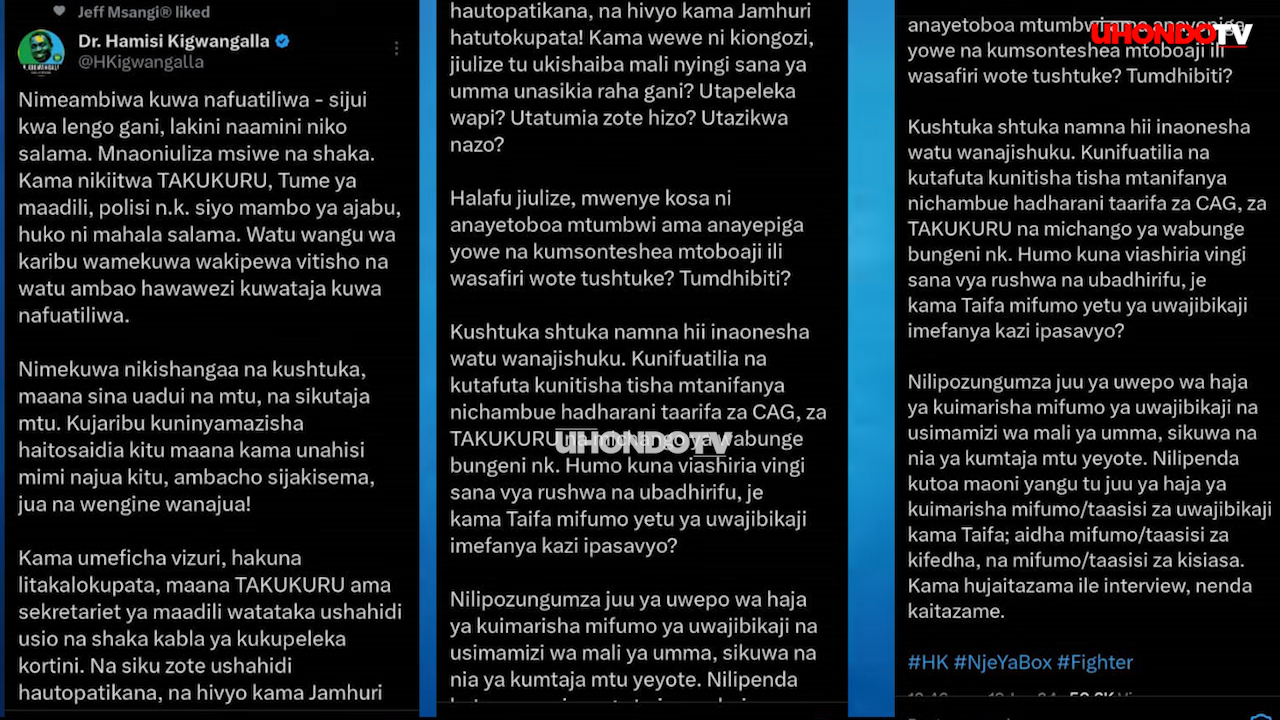 Jeff Msangi® liked
Dr. Hamisi Kigwangalla
@HKigwangalla
Nimeambiwa kuwa nafuatiliwa - sijui
kwa lengo gani, lakini naamini niko
salama. Mnaoniuliza msiwe na shaka.
Kama nikiitwa TAKUKURU, Tume ya
maadili, polisi n.k. siyo mambo ya ajabu,
huko ni mahala salama. Watu wangu wa
karibu wamekuwa wakipewa vitisho na
watu ambao hawawezi kuwataja kuwa
nafuatiliwa.
Nimekuwa nikishangaa na kushtuka,
maana sina uadui na mtu, na sikutaja
mtu. Kujaribu kuninyamazisha
haitosaidia kitu maana kama unahisi
mimi najua kitu, ambacho sijakisema,
jua na wengine wanajua!
Kama umeficha vizuri, hakuna
litakalokupata, maana TAKUKURU ama
sekretariet ya maadili watataka ushahidi
usio na shaka kabla ya kukupeleka
kortini. Na siku zote ushahidi
hautopatikana, na hivyo kama Jamhuri
hautopatikana, na hivyo kama Jamhuri
hatutokupata! Kama wewe ni kiongozi,
jiulize tu ukishaiba mali nyingi sana ya
umma unasikia raha gani? Utapeleka
wapi? Utatumia zote hizo? Utazikwa
nazo?
Halafu jiulize, mwenye kosa ni
anayetoboa mtumbwi ama anayepiga
yowe na kumsonteshea mtoboaji ili
wasafiri wote tushtuke? Tumdhibiti?
Kushtuka shtuka namna hii inaonesha
watu wanajishuku. Kunifuatilia na
kutafuta kunitisha tisha mtanifanya
nichambue hadharani taarifa za CAG, za
TAKUKURU na michango ya wabunge
bungeni nk. Humo kuna viashiria vingi
sana vya rushwa na ubadhirifu, je
kama Taifa mifumo yetu ya uwajibikaji
imefanya kazi ipasavyo?
Nilipozungumza juu ya uwepo wa haja
ya kuimarisha mifumo ya uwajibikaji na
usimamizi wa mali ya umma, sikuwa na
nia ya kumtaja mtu yeyote. Nilipenda
UHONDOTV
UHONDOTV
anayetoboa mtumbwi ama anayepiga
yowe na kumsonteshea mtoboaji ili
wasafiri wote tushtuke? Tumdhibiti?
Kushtuka shtuka namna hii inaonesha
watu wanajishuku. Kunifuatilia na
kutafuta kunitisha tisha mtanifanya
nichambue hadharani taarifa za CAG, za
TAKUKURU na michango ya wabunge
bungeni nk. Humo kuna viashiria vingi
sana vya rushwa na ubadhirifu, je
kama Taifa mifumo yetu ya uwajibikaji
imefanya kazi ipasavyo?
Nilipozungumza juu ya uwepo wa haja
ya kuimarisha mifumo ya uwajibikaji na
usimamizi wa mali ya umma, sikuwa na
nia ya kumtaja mtu yeyote. Nilipenda
kutoa maoni yangu tu juu ya haja ya
kuimarisha mifumo/taasisi za uwajibikaji
kama Taifa; aidha mifumo/taasisi za
kifedha, na mifumo/taasisi za kisiasa.
Kama hujaitazama ile interview, nenda
kaitazame.
#HK #NjeYaBox #Fighter